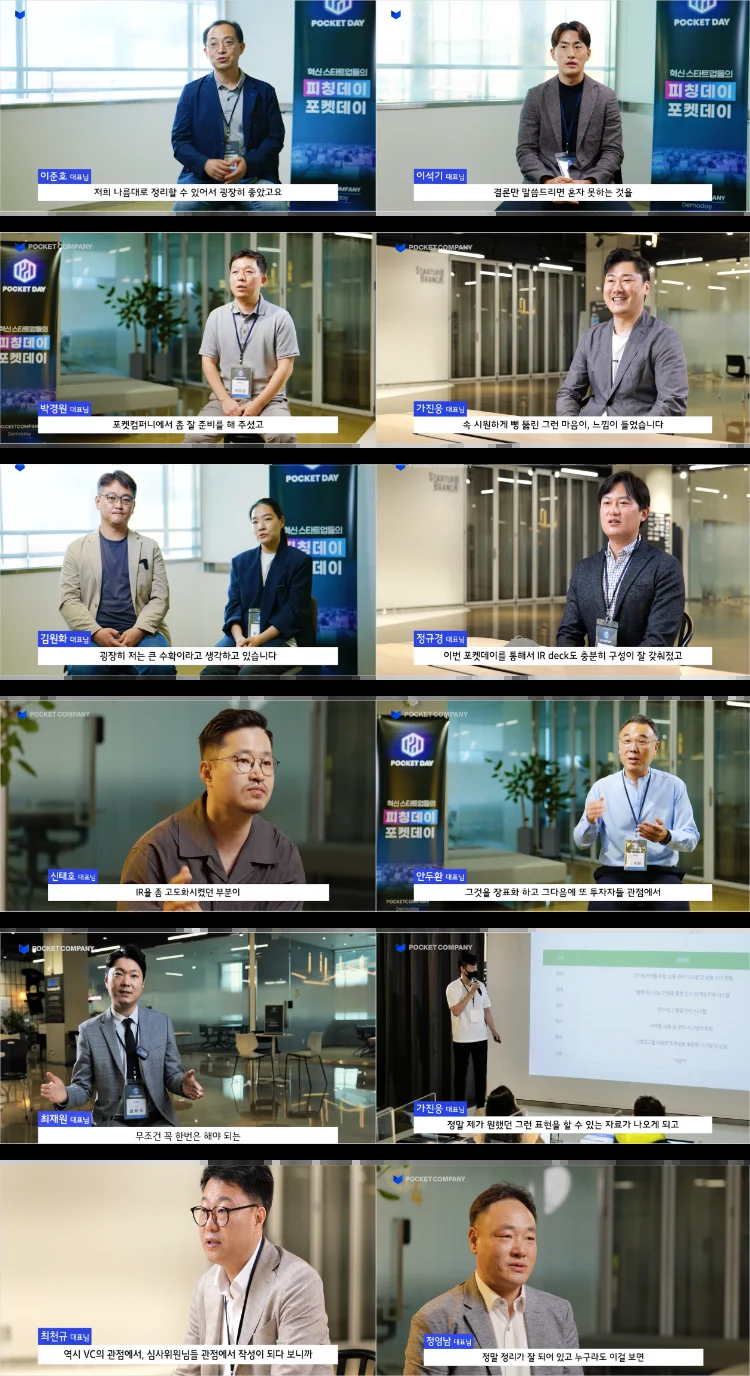 POCKET DAY
혁신 스타트업들의
피칭데이
포켓데이
이준호 대표님
저희 나름대로 정리할 수 있어서 굉장히 좋았고요
POCKET DAY
혁신 스타트업들의
피칭데이
포켓데이
COMPANY
Demoday
이석기 대표님
결론만 말씀드리면 혼자 못하는 것을
POCKET COMPANY
POCKET DAY
혁신 스타트업들의
피칭데이
포켓데이
Demoday
박경원 대표님
포켓컴퍼니에서 좀 잘 준비를 해 주셨고
POCKET COMPANY
STARTUP
BRANCH
가진웅 대표님
속 시원하게 뻥 뚫린 그런 마음이, 느낌이 들었습니다
POCKET DAY
혁신 스타트업들의
피칭데이
김원화 대표님
굉장히 저는 큰 수확이라고 생각하고 있습니다
STARTUP
BRANCH
정규경 대표님
이번 포켓데이를 통해서 IR deck도 충분히 구성이 잘 갖춰졌고
POCKET COMPANY
신태호 대표님
IR을 좀 고도화시켰던 부분이
POCKET COMPANY
POCKET DAY
혁신 스타트업들의
피칭데이
포켓데이
Demoday
안두환 대표님
그것을 장표화 하고 그다음에 또 투자자들 관점에서
POCKET COMPANY
최재원 대표님
무조건 꼭 한번은 해야 되는
POCKET COMPANY
가진웅 대표님
정말 제가 원했던 그런 표현을 할 수 있는 자료가 나오게 되고
최천규 대표님
역시 VC의 관점에서, 심사위원님들 관점에서 작성이 되다 보니까
POCKET COMPANY
정영남 대표님
정말 정리가 잘 되어 있고 누구라도 이걸 보면